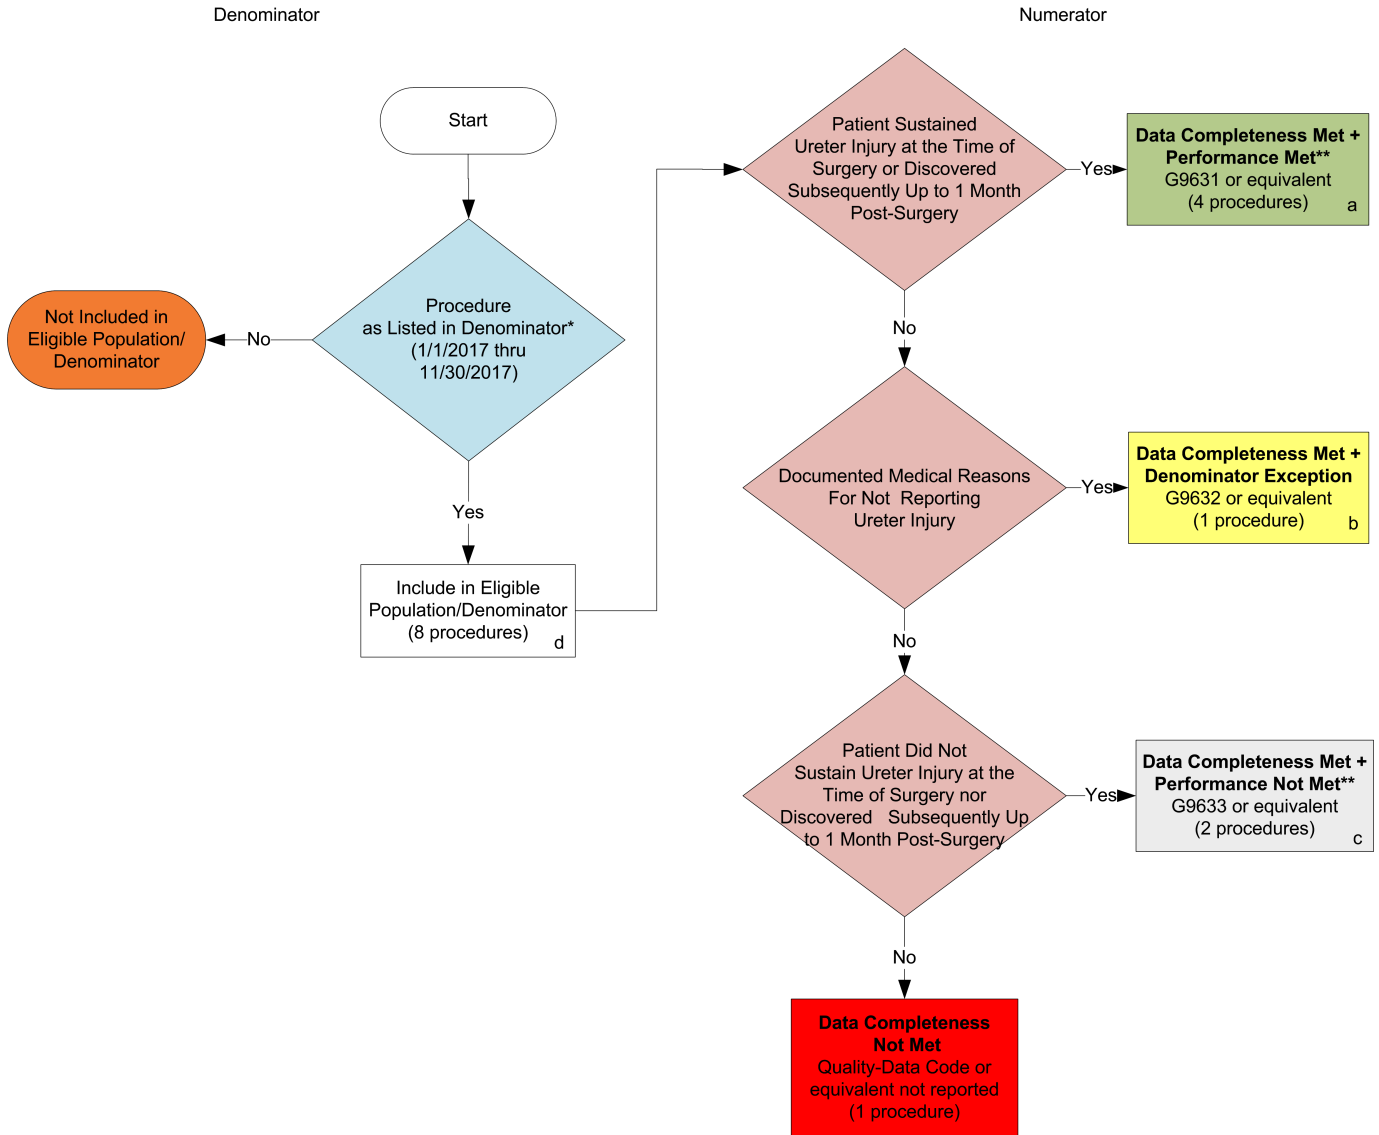 Denominator
Numerator
Start
Procedure
as Listed in Denominator*
(1/1/2017 thru
11/30/2017)
No
Not Included in
Eligible Population/
Denominator
Yes
Include in Eligible
Population/Denominator
(8 procedures)
d
Patient Sustained
Ureter Injury at the Time of
Surgery or Discovered
Subsequently Up to 1 Month
Post-Surgery
Yes
Data Completeness Met +
Performance Met**
G9631 or equivalent
(4 procedures)
a
No
Documented Medical Reasons
For Not Reporting
Ureter Injury
Yes
Data Completeness Met +
Denominator Exception
G9632 or equivalent
(1 procedure)
b
No
Patient Did Not
Sustain Ureter Injury at the
Time of Surgery nor
Discovered Subsequently Up
to 1 Month Post-Surgery
Yes
Data Completeness Met +
Performance Not Met**
G9633 or equivalent
(2 procedures)
c
No
Data Completeness
Not Met
Quality-Data Code or
equivalent not reported
(1 procedure)